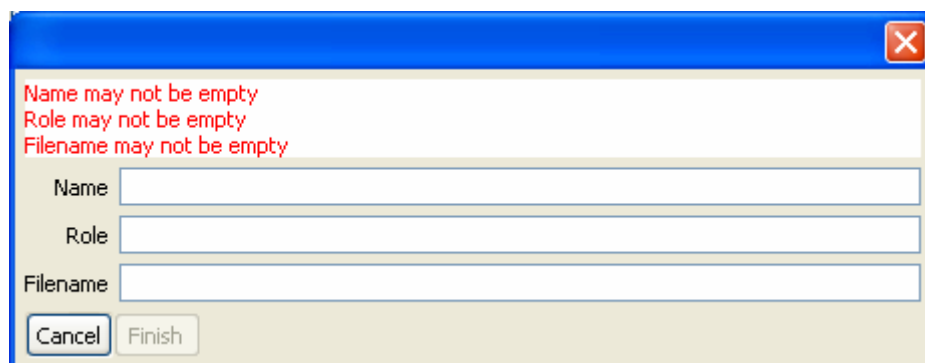 Name may not be empty
Role may not be empty
Filename may not be empty
Name
Role
Filename
Cancel Finish